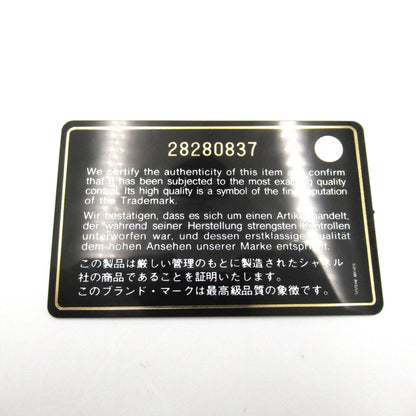 28280837
We certify the authenticity of this item and confirm
that it has been subjected to the most exacting quality
control. Its high quality is a symbol of the fine reputation
of the Trademark.
Wir bestätigen, dass es sich um einen Artikel handelt,
der während seiner Herstellung strengsten Kontrollen
unterworfen war, und dessen erstklassige Qualität
dem hohen Ansehen unserer Marke entspricht.
この製品は厳しい管理のもとに製造されたシャネル
社の商品であることを証明いたします。
このブランド・マークは最高級品質の象徴です。